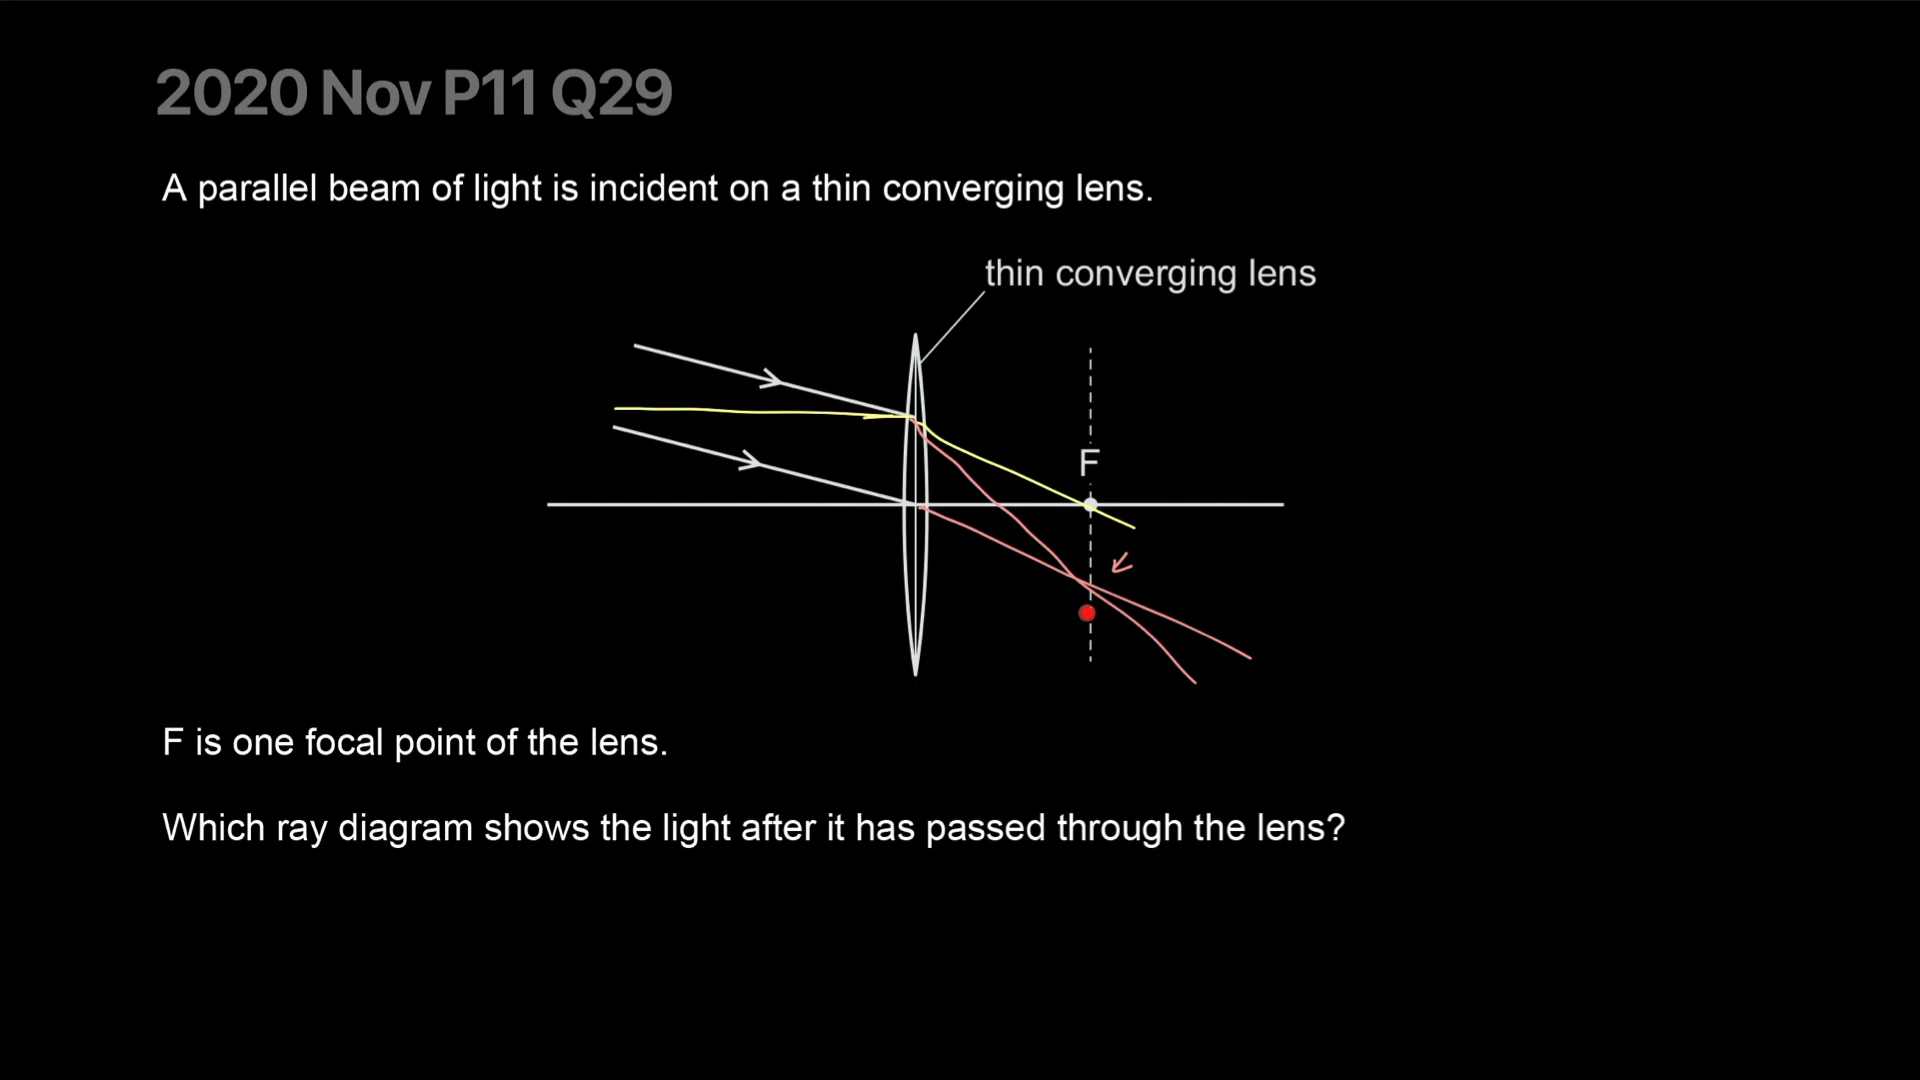 2020 Nov P11 Q29
A parallel beam of light is incident on a thin converging lens.
thin converging lens
F
F is one focal point of the lens.
Which ray diagram shows the light after it has passed through the lens?